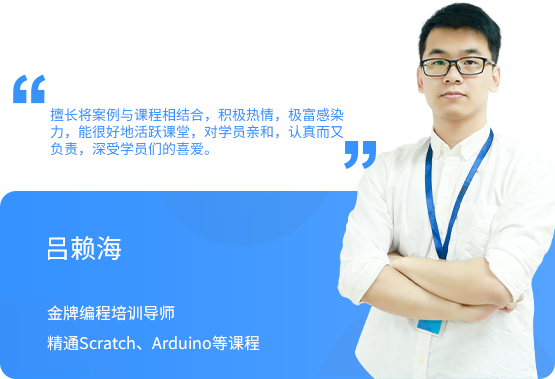 擅长将案例与课程相结合，积极热情，极富感染
力，能很好地活跃课堂，对学员亲和，认真而又
负责，深受学员们的喜爱。
吕赖海
金牌编程培训导师
精通Scratch、Arduino等课程